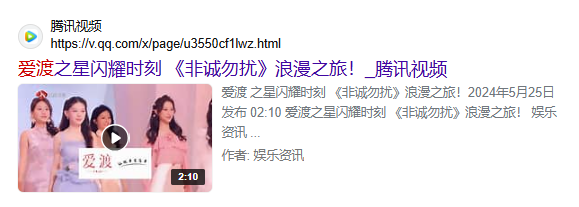 腾讯视频
https://v.qq.com/x/page/u3550cf1lwz.html
爱渡之星闪耀时刻 《非诚勿扰》浪漫之旅！_腾讯视频
爱渡 之星闪耀时刻 《非诚勿扰》浪漫之旅！2024年5月25日
发布 02:10 爱渡之星闪耀时刻 《非诚勿扰》浪漫之旅！ 娱乐
资讯 ...
作者: 娱乐资讯
爱渡
2:10